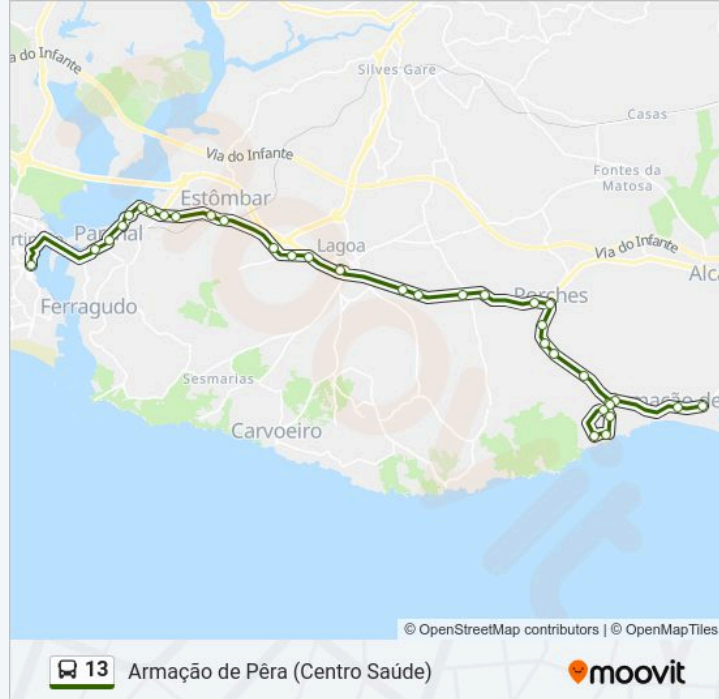 a do Infante
Silves Gare
Casas
Via do Infante
Fontes da
Matosa
Estômbar
Parchal
Lagoa
Via do Infante
Porches
Ferragudo
Sesmarias
Carvoeiro
© OpenStreetMap contributors | © OpenMapTiles
13 Armação de Pêra (Centro Saúde)
moovit